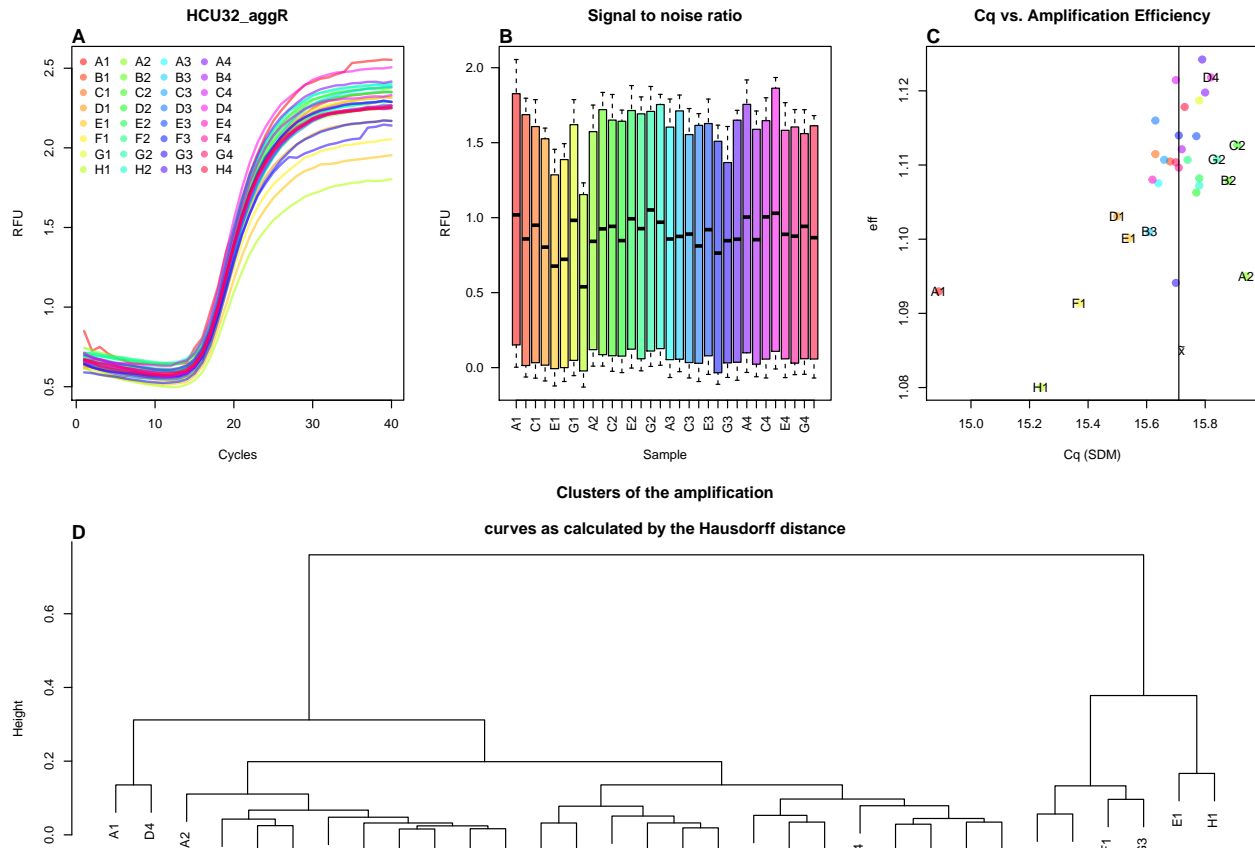 HCU32_aggR
A
A1 A2 A3 A4
B1 B2 B3 B4
C1 C2 C3 C4
D1 D2 D3 D4
E1 E2 E3 E4
F1 F2 F3 F4
G1 G2 G3 G4
H1 H2 H3 H4
2.5
2.0
1.5
1.0
0.5
RFU
0 10 20 30 40
Cycles
Signal to noise ratio
B
2.0
1.5
1.0
0.5
0.0
RFU
A1 C1 E1 G1 A2 C2 E2 G2 A3 C3 E3 G3 A4 C4 E4 G4
Sample
Cq vs. Amplification Efficiency
C
1.12
1.11
1.10
1.09
1.08
eff
D4
C2
G2
B2
D1
B3
E1
A2
A1
F1
x
H1
15.0 15.2 15.4 15.6 15.8
Cq (SDM)
Clusters of the amplification
curves as calculated by the Hausdorff distance
D
0.6
0.4
0.2
0.0
Height
A1 D4 A2 G3 E1 H1